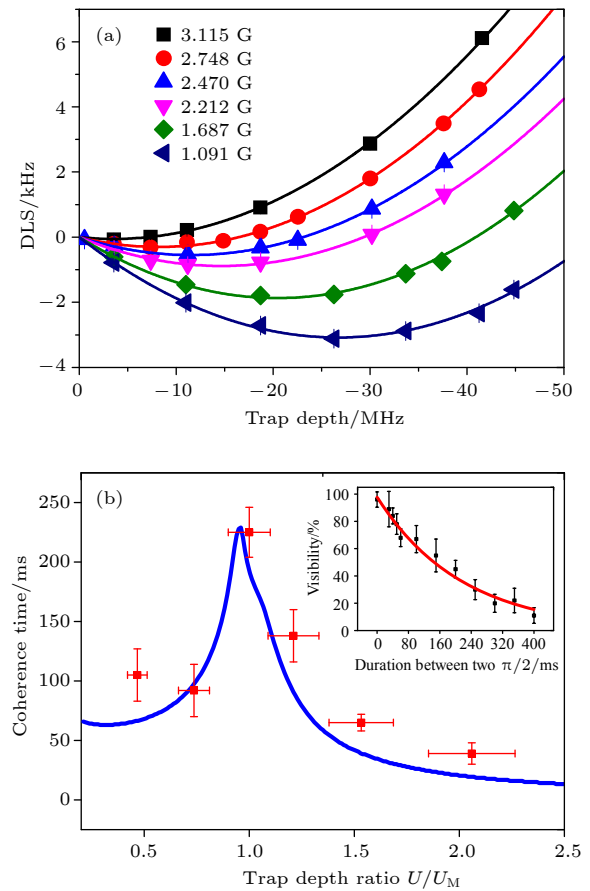 (a)
3.115 G
2.748 G
2.470 G
2.212 G
1.687 G
1.091 G
6
4
2
0
−2
−4
DLS/kHz
0 −10 −20 −30 −40 −50
Trap depth/MHz
(b)
250
200
150
100
50
0
Coherence time/ms
0.5 1.0 1.5 2.0 2.5
Trap depth ratio U/U_M
100
80
60
40
20
0
Visibility/%
0 80 160 240 320 400
Duration between two π/2/ms